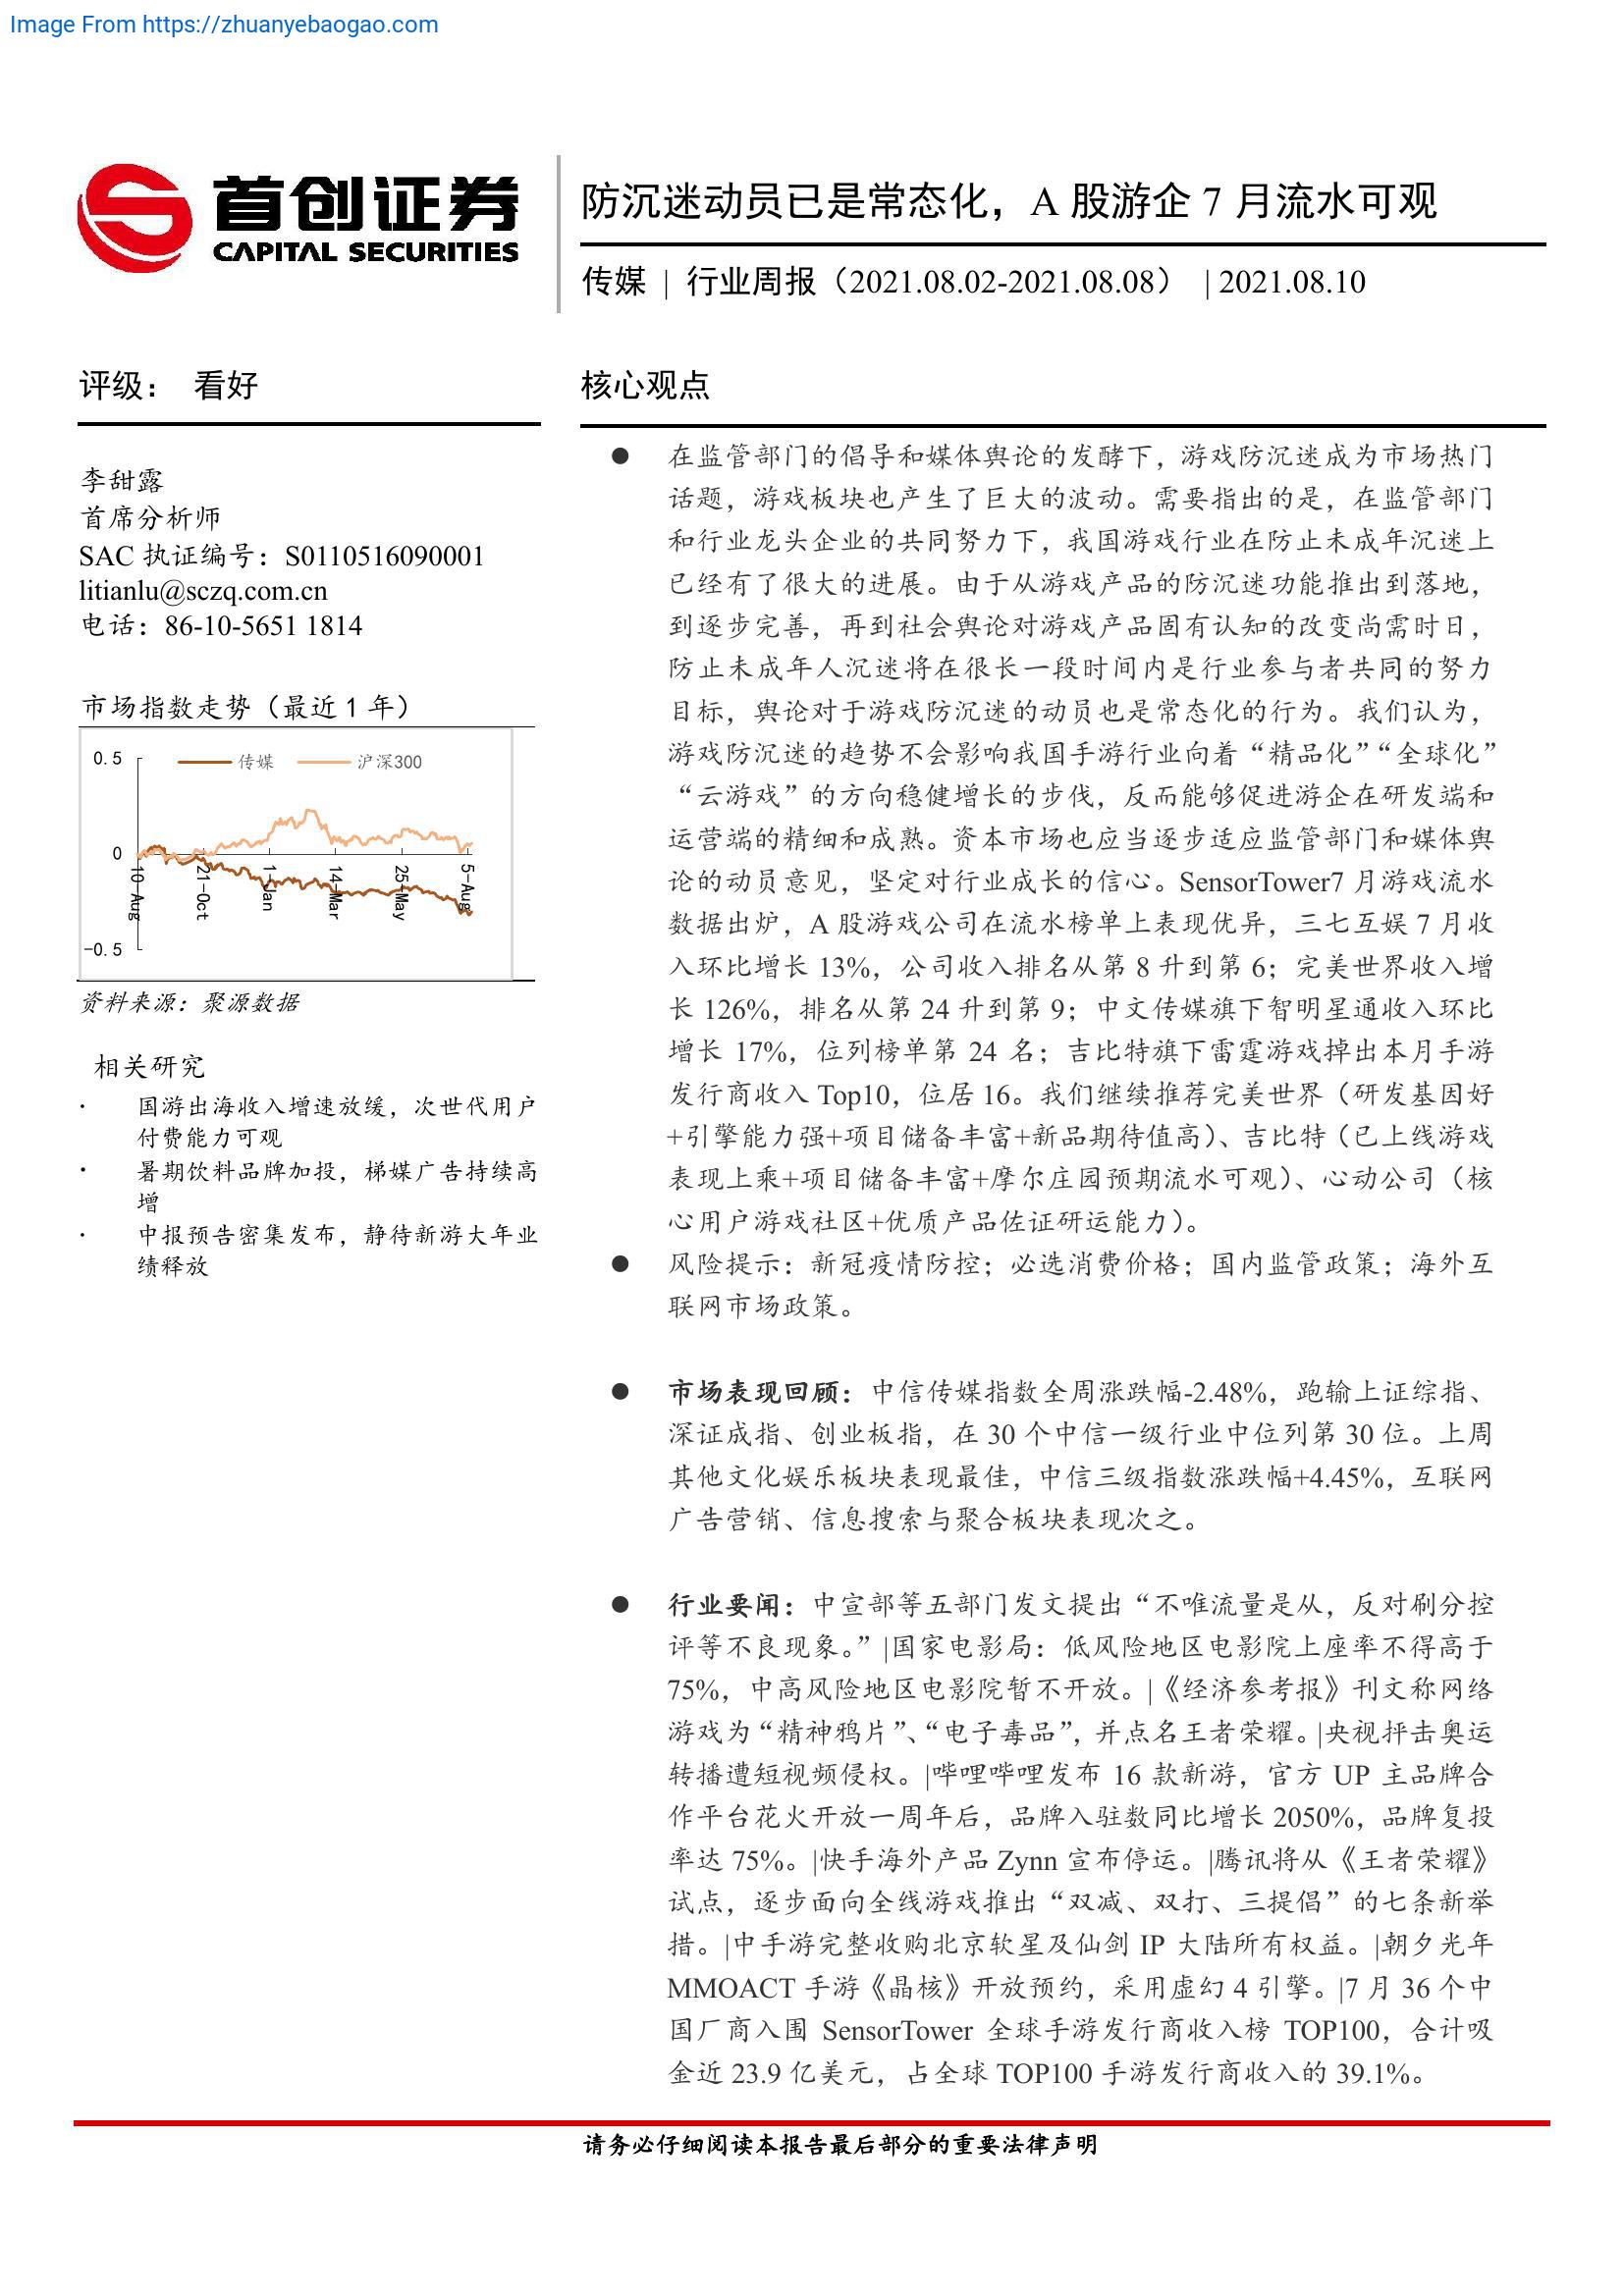 Image From https://zhuanyebaogao.com
首创证券
CAPITAL SECURITIES
防沉迷动员已是常态化，A 股游企 7 月流水可观
传媒 | 行业周报（2021.08.02-2021.08.08） | 2021.08.10
评级： 看好
李甜露
首席分析师
SAC 执证编号：S0110516090001
litianlu@sczq.com.cn
电话：86-10-5651 1814
市场指数走势（最近 1 年）
传媒 沪深300
0.5
0
-0.5
10-Aug
21-Oct
1-Jan
14-Mar
25-May
5-Aug
资料来源：聚源数据
相关研究
· 国游出海收入增速放缓，次世代用户
付费能力可观
· 暑期饮料品牌加投，梯媒广告持续高
增
· 中报预告密集发布，静待新游大年业
绩释放
核心观点
● 在监管部门的倡导和媒体舆论的发酵下，游戏防沉迷成为市场热门
话题，游戏板块也产生了巨大的波动。需要指出的是，在监管部门
和行业龙头企业的共同努力下，我国游戏行业在防止未成年沉迷上
已经有了很大的进展。由于从游戏产品的防沉迷功能推出到落地，
到逐步完善，再到社会舆论对游戏产品固有认知的改变尚需时日，
防止未成年人沉迷将在很长一段时间内是行业参与者共同的努力
目标，舆论对于游戏防沉迷的动员也是常态化的行为。我们认为，
游戏防沉迷的趋势不会影响我国手游行业向着“精品化”“全球化”
“云游戏”的方向稳健增长的步伐，反而能够促进游企在研发端和
运营端的精细和成熟。资本市场也应当逐步适应监管部门和媒体舆
论的动员意见，坚定对行业成长的信心。SensorTower7 月游戏流水
数据出炉，A 股游戏公司在流水榜单上表现优异，三七互娱 7 月收
入环比增长 13%，公司收入排名从第 8 升到第 6；完美世界收入增
长 126%，排名从第 24 升到第 9；中文传媒旗下智明星通收入环比
增长 17%，位列榜单第 24 名；吉比特旗下雷霆游戏掉出本月手游
发行商收入 Top10，位居 16。我们继续推荐完美世界（研发基因好
+引擎能力强+项目储备丰富+新品期待值高）、吉比特（已上线游戏
表现上乘+项目储备丰富+摩尔庄园预期流水可观）、心动公司（核
心用户游戏社区+优质产品佐证研运能力）。
● 风险提示：新冠疫情防控；必选消费价格；国内监管政策；海外互
联网市场政策。
● 市场表现回顾：中信传媒指数全周涨跌幅-2.48%，跑输上证综指、
深证成指、创业板指，在 30 个中信一级行业中位列第 30 位。上周
其他文化娱乐板块表现最佳，中信三级指数涨跌幅+4.45%，互联网
广告营销、信息搜索与聚合板块表现次之。
● 行业要闻：中宣部等五部门发文提出“不唯流量是从，反对刷分控
评等不良现象。”|国家电影局：低风险地区电影院上座率不得高于
75%，中高风险地区电影院暂不开放。|《经济参考报》刊文称网络
游戏为“精神鸦片”、“电子毒品”，并点名王者荣耀。|央视抨击奥运
转播遭短视频侵权。|哔哩哔哩发布 16 款新游，官方 UP 主品牌合
作平台花火开放一周年后，品牌入驻数同比增长 2050%，品牌复投
率达 75%。|快手海外产品 Zynn 宣布停运。|腾讯将从《王者荣耀》
试点，逐步面向全线游戏推出“双减、双打、三提倡”的七条新举
措。|中手游完整收购北京软星及仙剑 IP 大陆所有权益。|朝夕光年
MMOACT 手游《晶核》开放预约，采用虚幻 4 引擎。|7 月 36 个中
国厂商入围 SensorTower 全球手游发行商收入榜 TOP100，合计吸
金近 23.9 亿美元，占全球 TOP100 手游发行商收入的 39.1%。
请务必仔细阅读本报告最后部分的重要法律声明